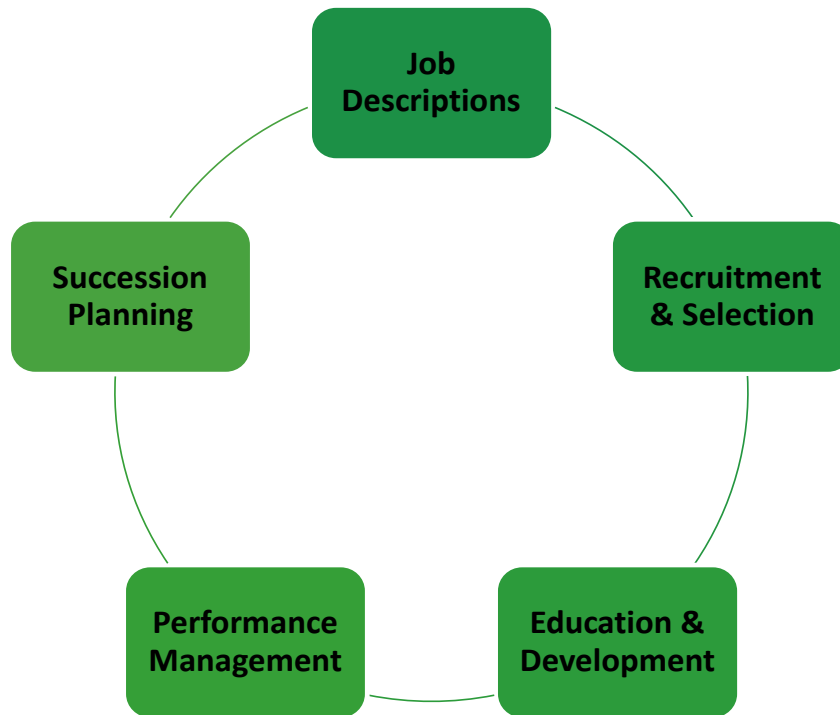 Job
Descriptions
Recruitment
& Selection
Education &
Development
Performance
Management
Succession
Planning